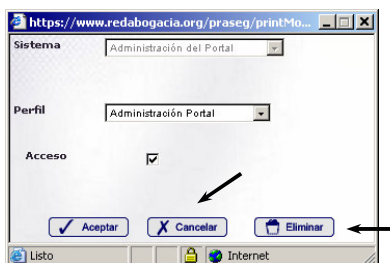 https://www.redabogacia.org/praseg/printMo...
Sistema Administración del Portal
Perfil Administración Portal
Acceso
Aceptar Cancelar Eliminar
Listo Internet